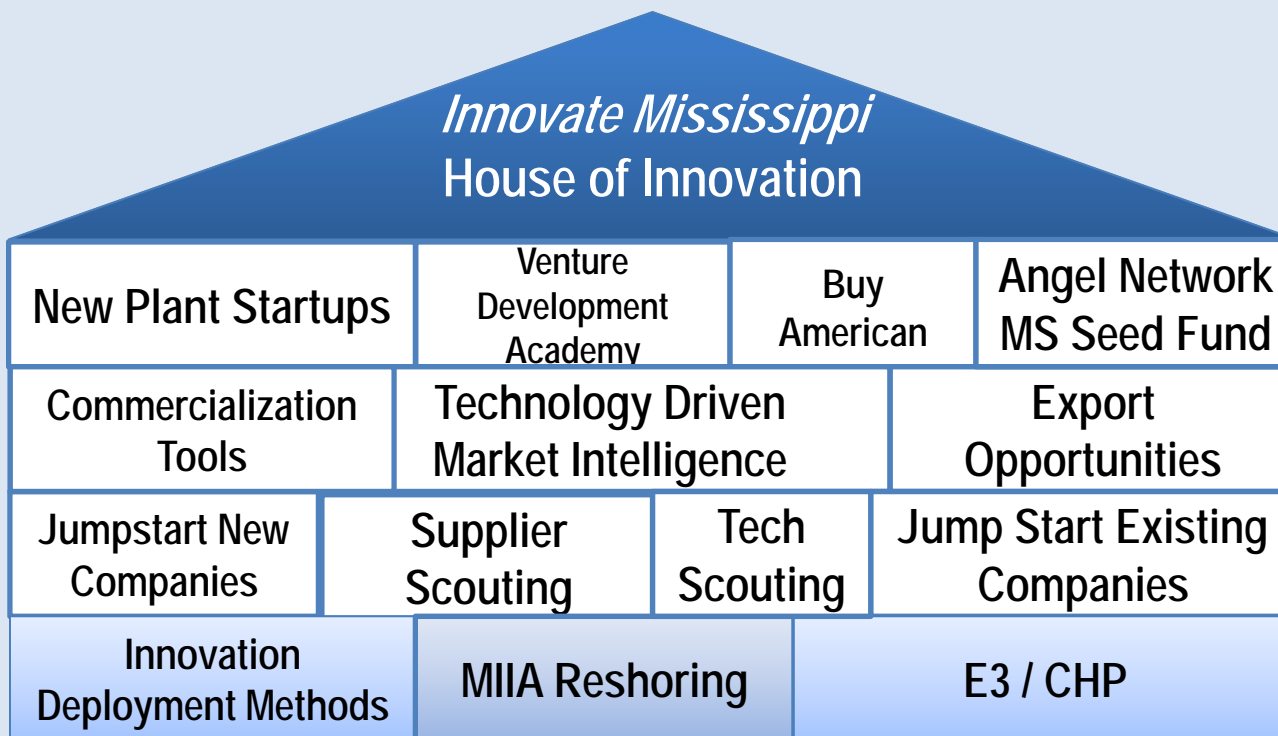 Innovate Mississippi
House of Innovation
New Plant Startups
Venture
Development
Academy
Buy
American
Angel Network
MS Seed Fund
Commercialization
Tools
Technology Driven
Market Intelligence
Export
Opportunities
Jumpstart New
Companies
Supplier
Scouting
Tech
Scouting
Jump Start Existing
Companies
Innovation
Deployment Methods
MIIA Reshoring
E3 / CHP